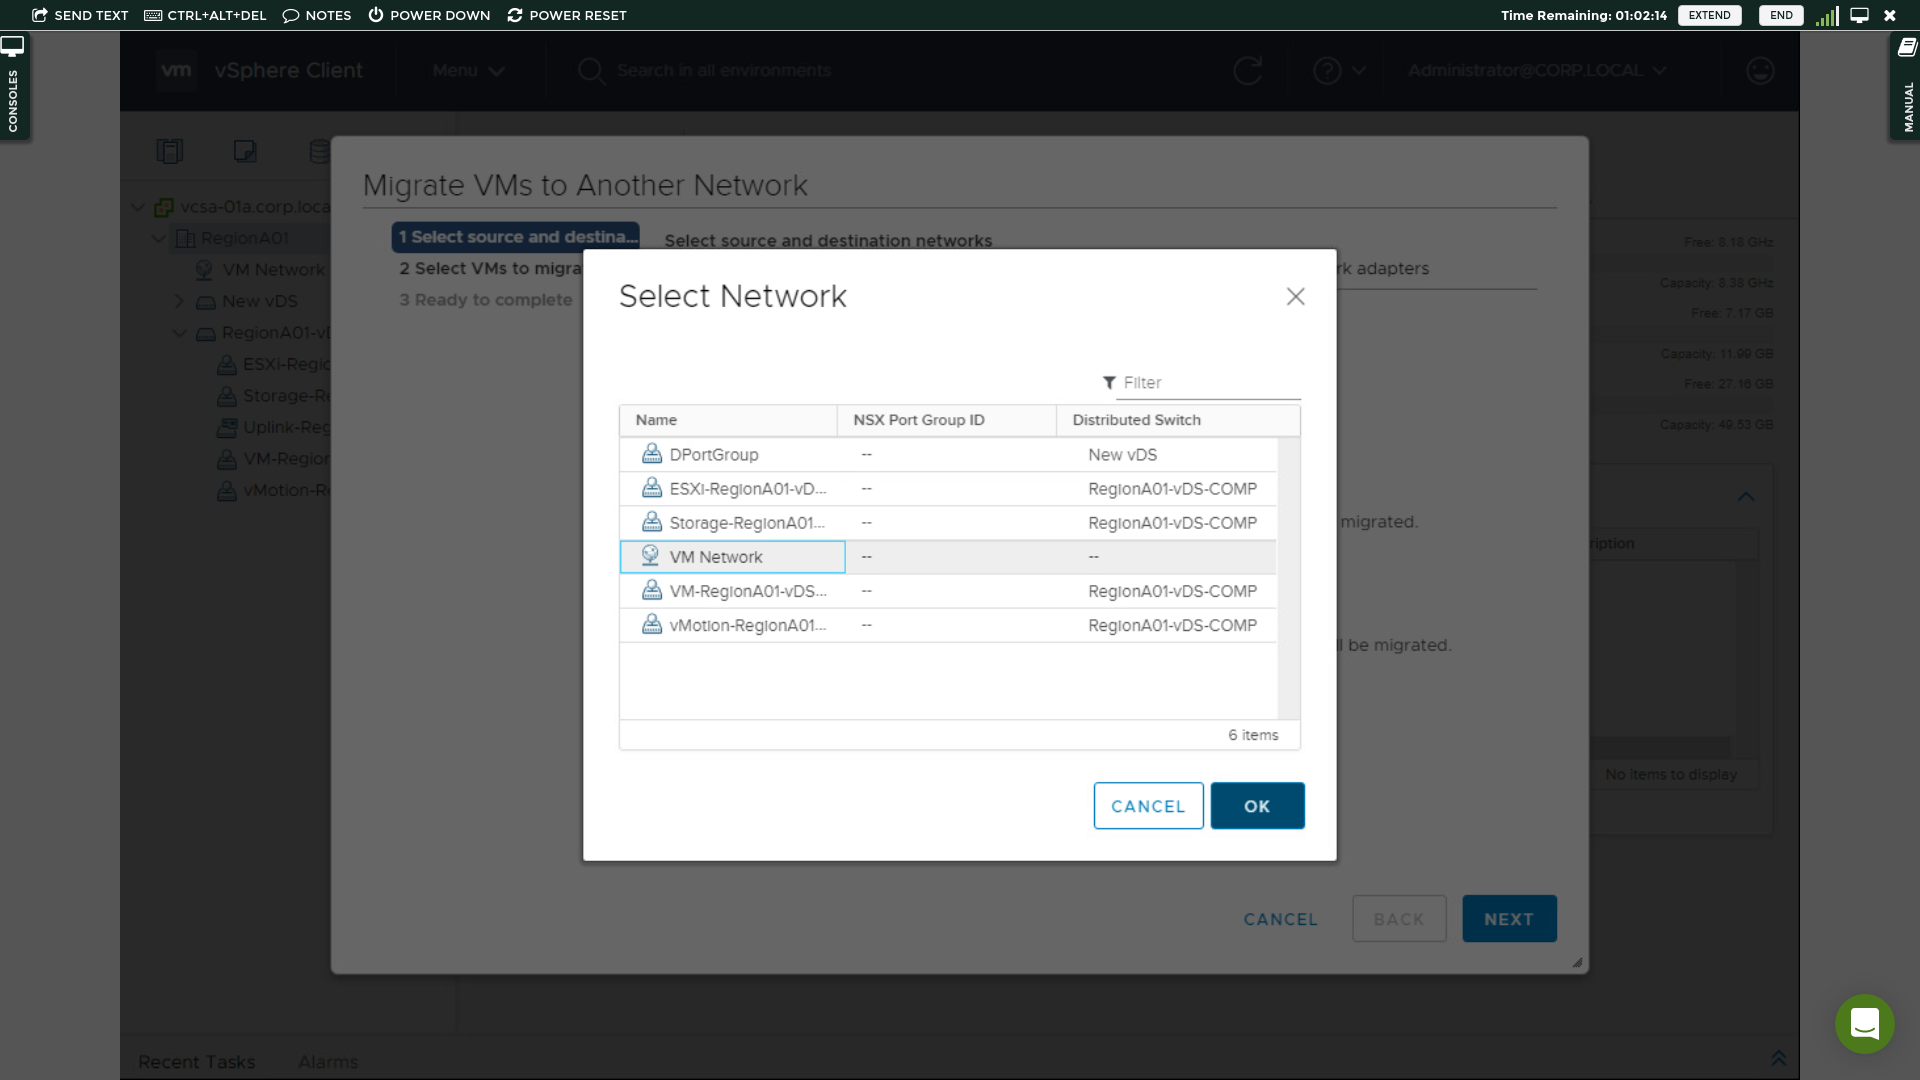 SEND TEXT CTRL+ALT+DEL NOTES POWER DOWN POWER RESET Time Remaining: 01:02:14 EXTEND END
CONSOLES
MANUAL
vm vSphere Client Menu Search in all environments Administrator@CORP.LOCAL
Migrate VMs to Another Network
vcsa-01a.corp.loca
RegionA01
VM Network
New vDS
RegionA01-vD
ESXi-Regio
Storage-Re
Uplink-Reg
VM-Region
vMotion-Re
1 Select source and destina...
2 Select VMs to migra
3 Ready to complete
Select source and destination networks
rk adapters
Free: 8.18 GHz
Capacity: 8.38 GHz
Free: 7.17 GB
Capacity: 11.99 GB
Free: 27.16 GB
Capacity: 49.53 GB
Select Network
Filter
Name NSX Port Group ID Distributed Switch
DPortGroup -- New vDS
ESXi-RegionA01-vD... -- RegionA01-vDS-COMP
Storage-RegionA01... -- RegionA01-vDS-COMP
VM Network -- --
VM-RegionA01-vDS... -- RegionA01-vDS-COMP
vMotion-RegionA01... -- RegionA01-vDS-COMP
6 items
CANCEL OK
migrated.
ription
l be migrated.
No items to display
CANCEL BACK NEXT
Recent Tasks Alarms